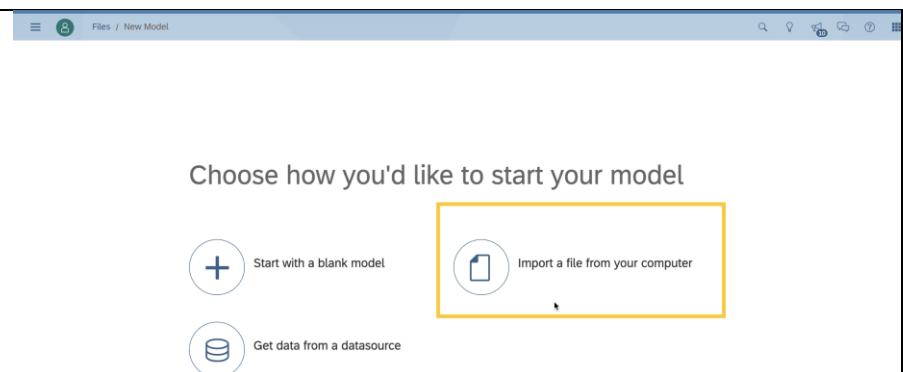 Files / New Model
10
Choose how you'd like to start your model
Start with a blank model
Import a file from your computer
Get data from a datasource